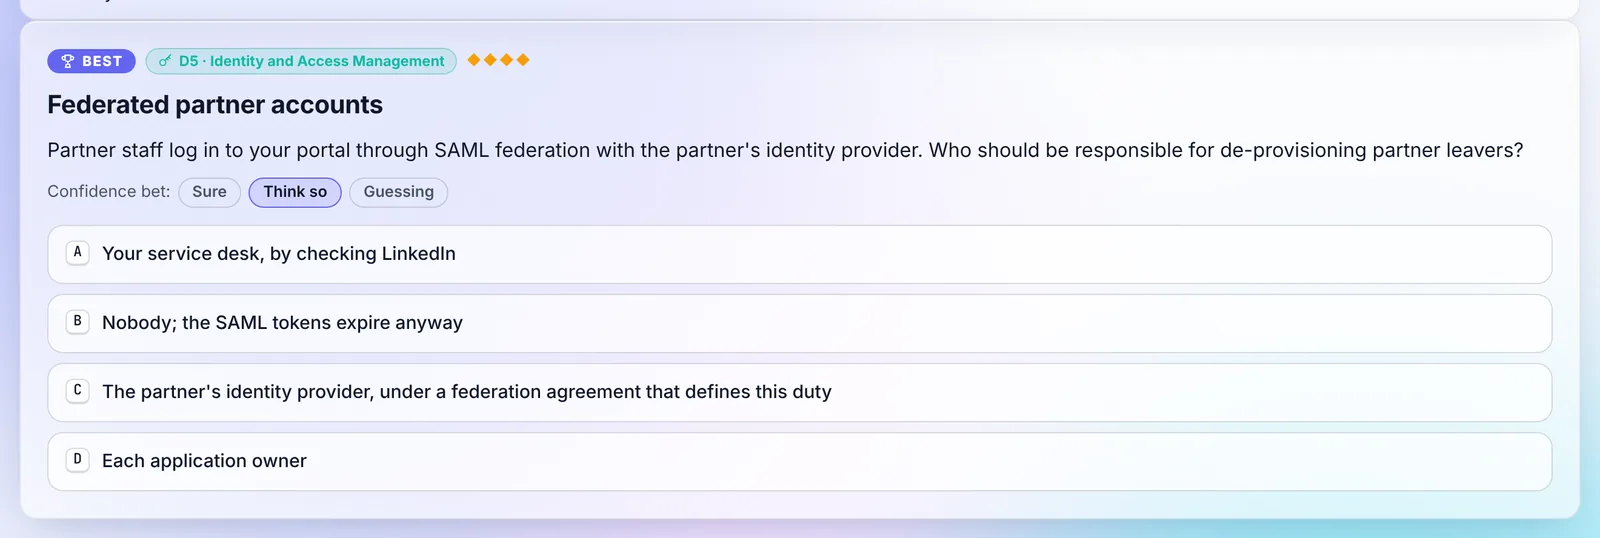 BEST D5 · Identity and Access Management
Federated partner accounts
Partner staff log in to your portal through SAML federation with the partner's identity provider. Who should be responsible for de-provisioning partner leavers?
Confidence bet: Sure Think so Guessing
A Your service desk, by checking LinkedIn
B Nobody; the SAML tokens expire anyway
C The partner's identity provider, under a federation agreement that defines this duty
D Each application owner